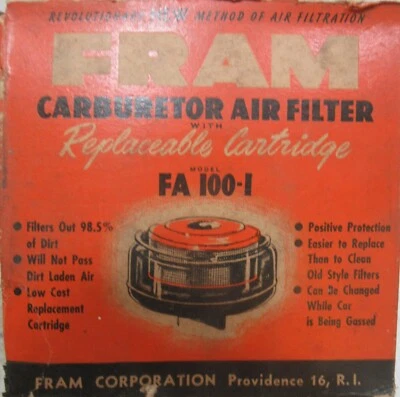 REVOLUTIONARY NEW METHOD OF AIR FILTRATION
FRAM
CARBURETOR AIR FILTER
WITH
Replaceable Cartridge
MODEL
FA 100-1
• Filters Out 98.5%
of Dirt
• Will Not Pass
Dirt Laden Air
• Low Cost
Replacement
Cartridge
• Positive Protection
• Easier to Replace
Than to Clean
Old Style Filters
• Can Be Changed
While Car
is Being Gassed
FRAM CORPORATION Providence 16, R.I.